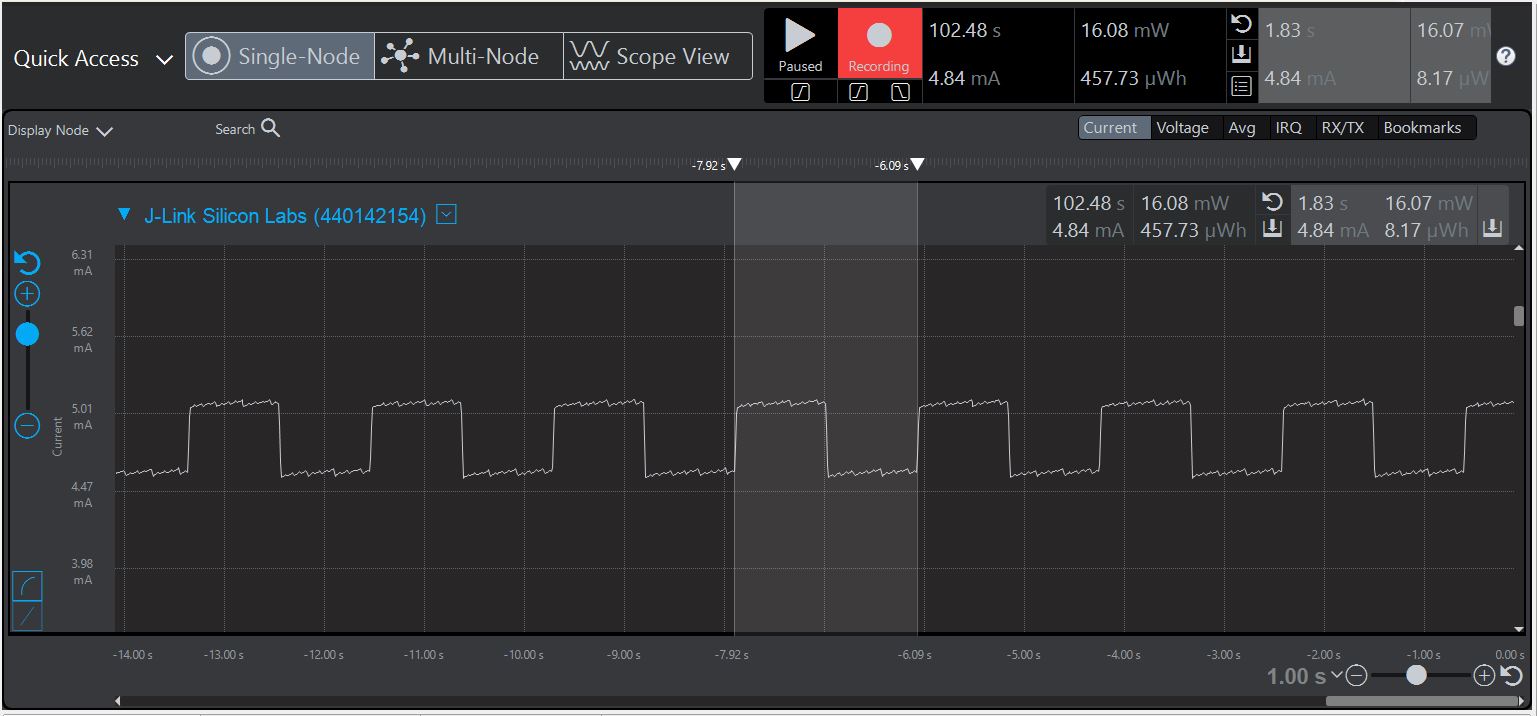 Quick Access
Single-Node
Multi-Node
Scope View
Paused
Recording
102.48 s
16.08 mW
4.84 mA
457.73 µWh
1.83 s
16.07 mW
4.84 mA
8.17 µW
?
Display Node
Search
Current
Voltage
Avg
IRQ
RX/TX
Bookmarks
-7.92 s
-6.09 s
J-Link Silicon Labs (440142154)
102.48 s
16.08 mW
1.83 s
16.07 mW
4.84 mA
457.73 µWh
4.84 mA
8.17 µWh
6.31
mA
5.62
mA
5.01
mA
Current
4.47
mA
3.98
mA
-14.00 s
-13.00 s
-12.00 s
-11.00 s
-10.00 s
-9.00 s
-7.92 s
-6.09 s
-5.00 s
-4.00 s
-3.00 s
-2.00 s
-1.00 s
0.00 s
1.00 s